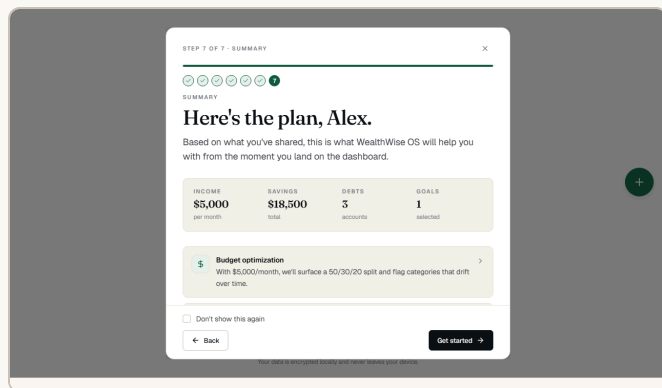 STEP 7 OF 7 · SUMMARY
7
SUMMARY
Here's the plan, Alex.
Based on what you've shared, this is what WealthWise OS will help you
with from the moment you land on the dashboard.
INCOME SAVINGS DEBTS GOALS
$5,000 $18,500 3 1
per month total accounts selected
Budget optimization
With $5,000/month, we'll surface a 50/30/20 split and flag categories that drift
over time.
Don't show this again
Back Get started
Your data is encrypted locally and never leaves your device.